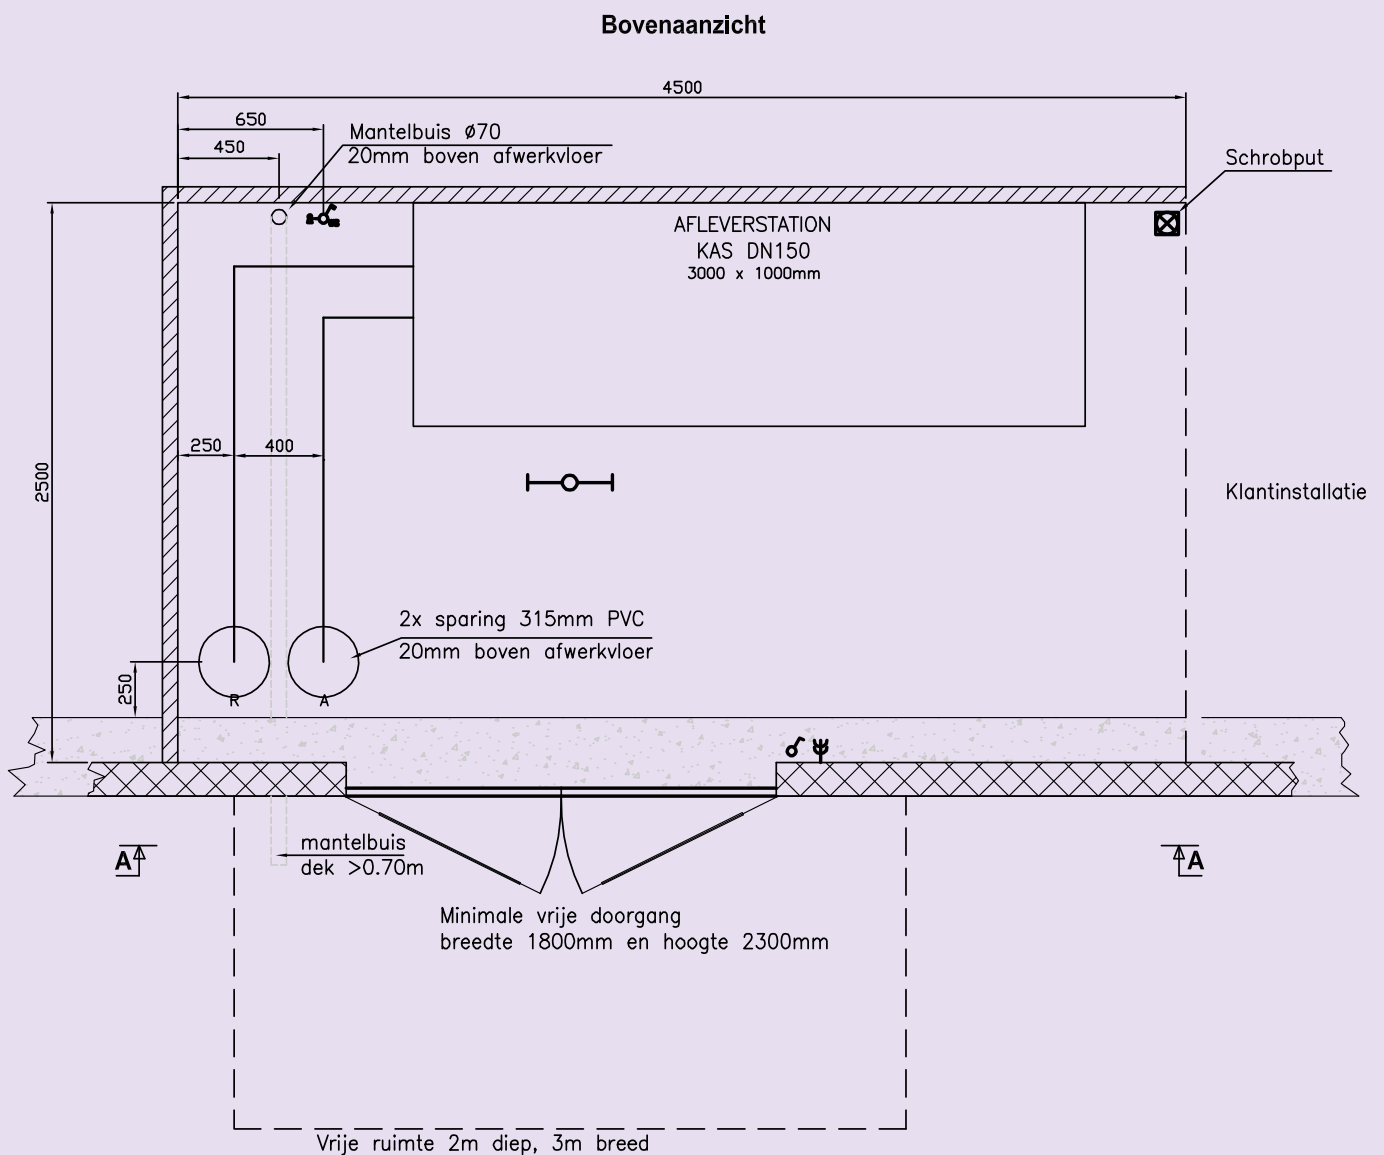 Bovenaanzicht
4500
650
450
Mantelbuis ø70
20mm boven afwerkvloer
Schrobput
AFLEVERSTATION
KAS DN150
3000 x 1000mm
250
400
2500
Klantinstallatie
2x sparing 315mm PVC
20mm boven afwerkvloer
250
R
A
mantelbuis
dek >0.70m
A
A
Minimale vrije doorgang
breedte 1800mm en hoogte 2300mm
Vrije ruimte 2m diep, 3m breed